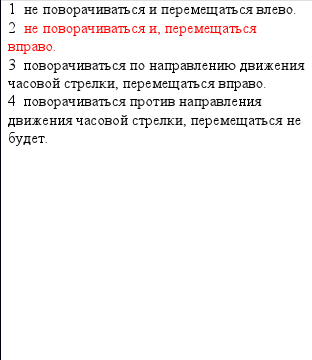 1 не поворачиваться и перемещаться влево.
2 не поворачиваться и, перемещаться
вправо.
3 поворачиваться по направлению движения
часовой стрелки, перемещаться вправо.
4 поворачиваться против направления
движения часовой стрелки, перемещаться не
будет.